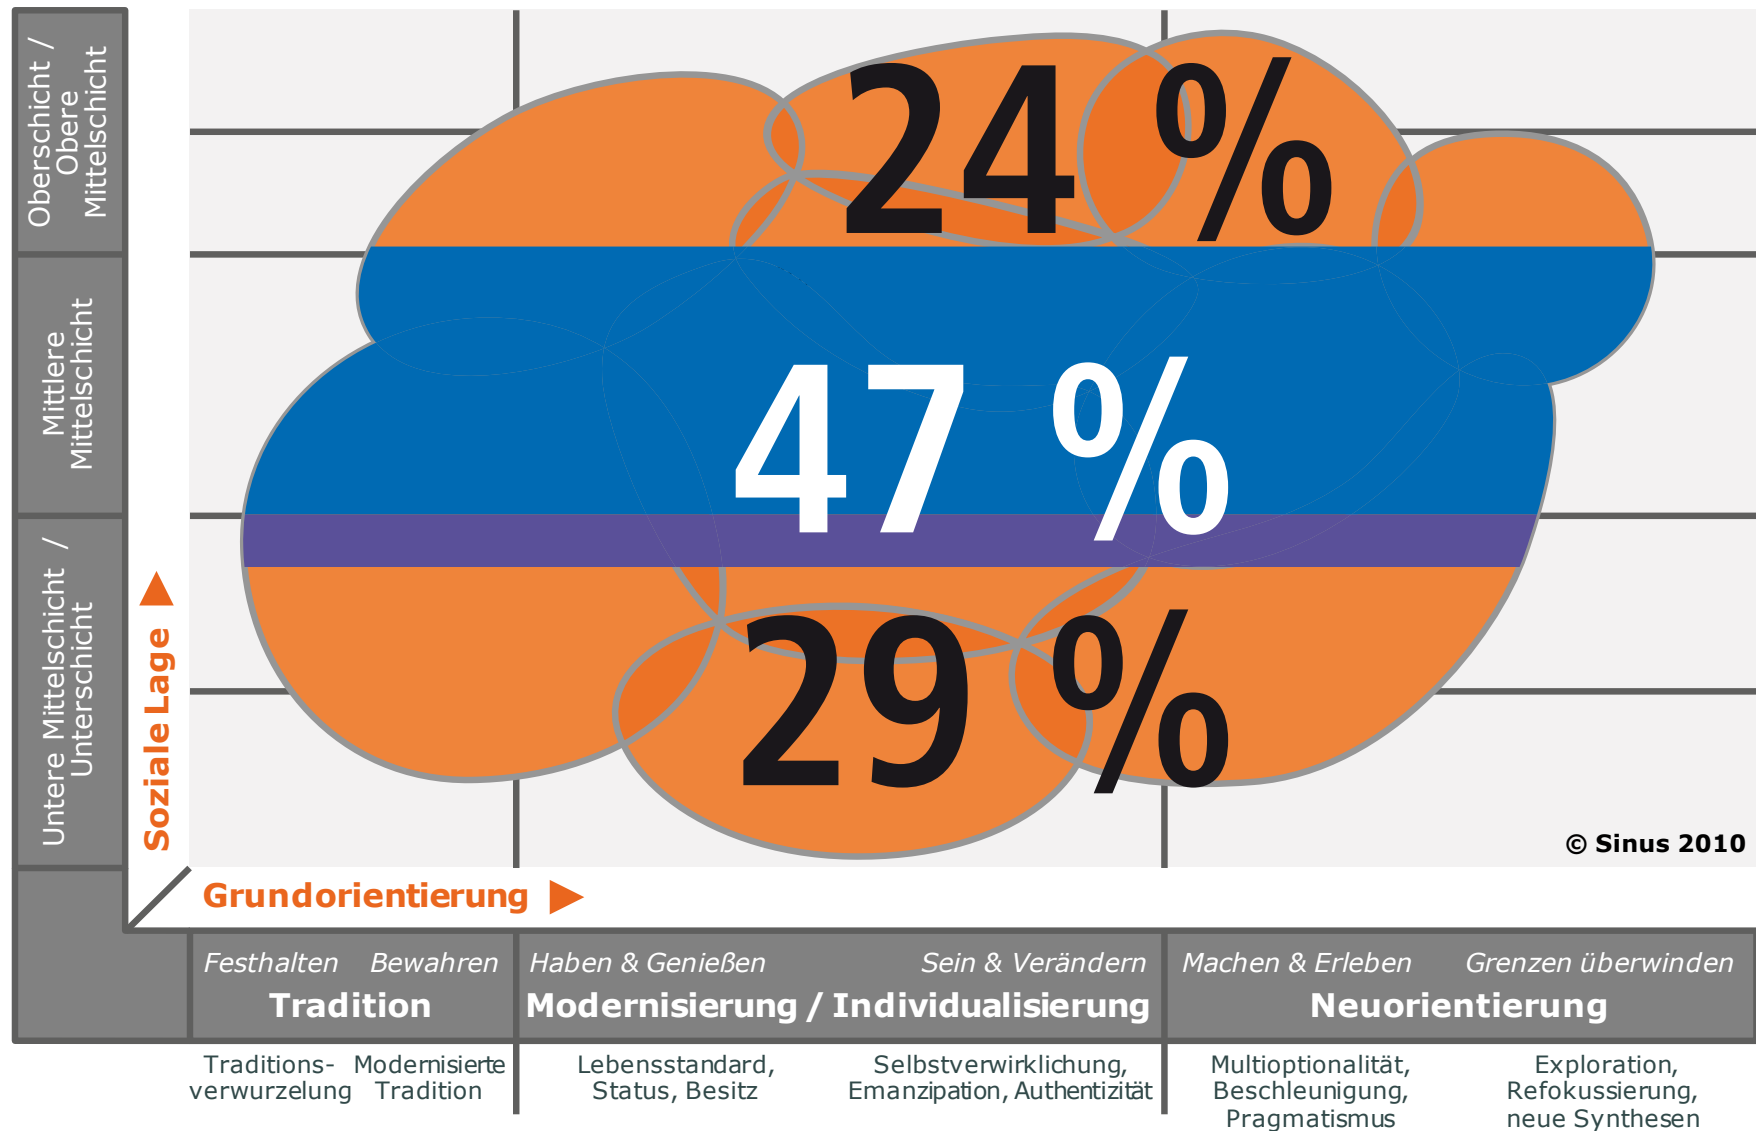 Oberschicht /
Obere
Mittelschicht
Mittlere
Mittelschicht
Untere Mittelschicht /
Unterschicht
Soziale Lage ▶
24 %
47 %
29 %
© Sinus 2010
Grundorientierung ▶
Festhalten Bewahren
Tradition
Haben & Genießen Sein & Verändern
Modernisierung / Individualisierung
Machen & Erleben Grenzen überwinden
Neuorientierung
Traditions-
verwurzelung
Modernisierte
Tradition
Lebensstandard,
Status, Besitz
Selbstverwirklichung,
Emanzipation, Authentizität
Multioptionalität,
Beschleunigung,
Pragmatismus
Exploration,
Refokussierung,
neue Synthesen